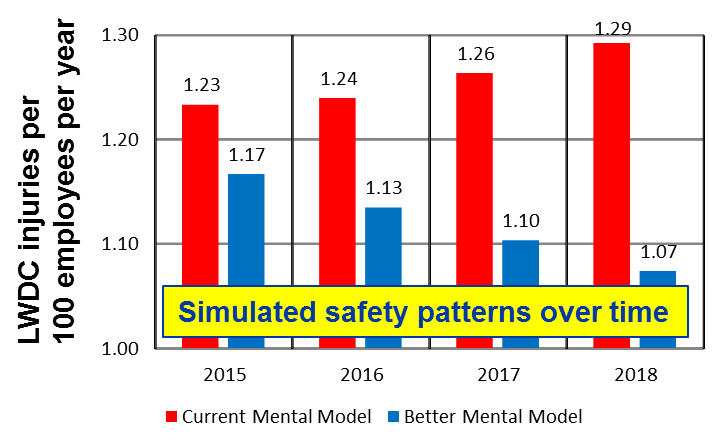 LWDC injuries per
100 employees per year
1.30
1.20
1.10
1.00
1.23
1.17
1.24
1.13
1.26
1.10
1.29
1.07
Simulated safety patterns over time
2015 2016 2017 2018
Current Mental Model Better Mental Model